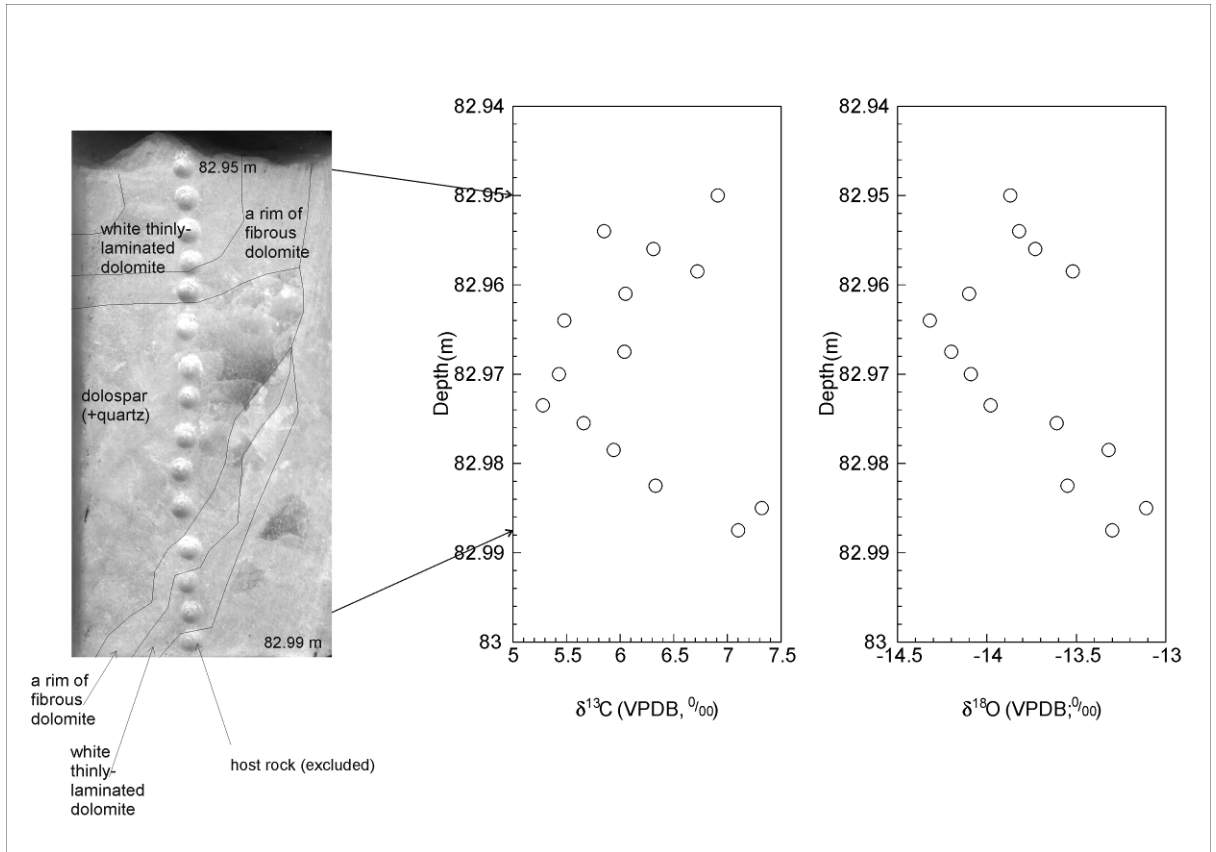 82.95 m
white thinly-
laminated
dolomite
a rim of
fibrous
dolomite
dolospar
(+quartz)
82.99 m
a rim of
fibrous
dolomite
white
thinly-
laminated
dolomite
host rock (excluded)
82.94
82.95
82.96
82.97
82.98
82.99
83
Depth(m)
5 5.5 6 6.5 7 7.5
δ¹³C (VPDB, ⁰/₀₀)
82.94
82.95
82.96
82.97
82.98
82.99
83
Depth(m)
-14.5 -14 -13.5 -13
δ¹⁸O (VPDB;⁰/₀₀)